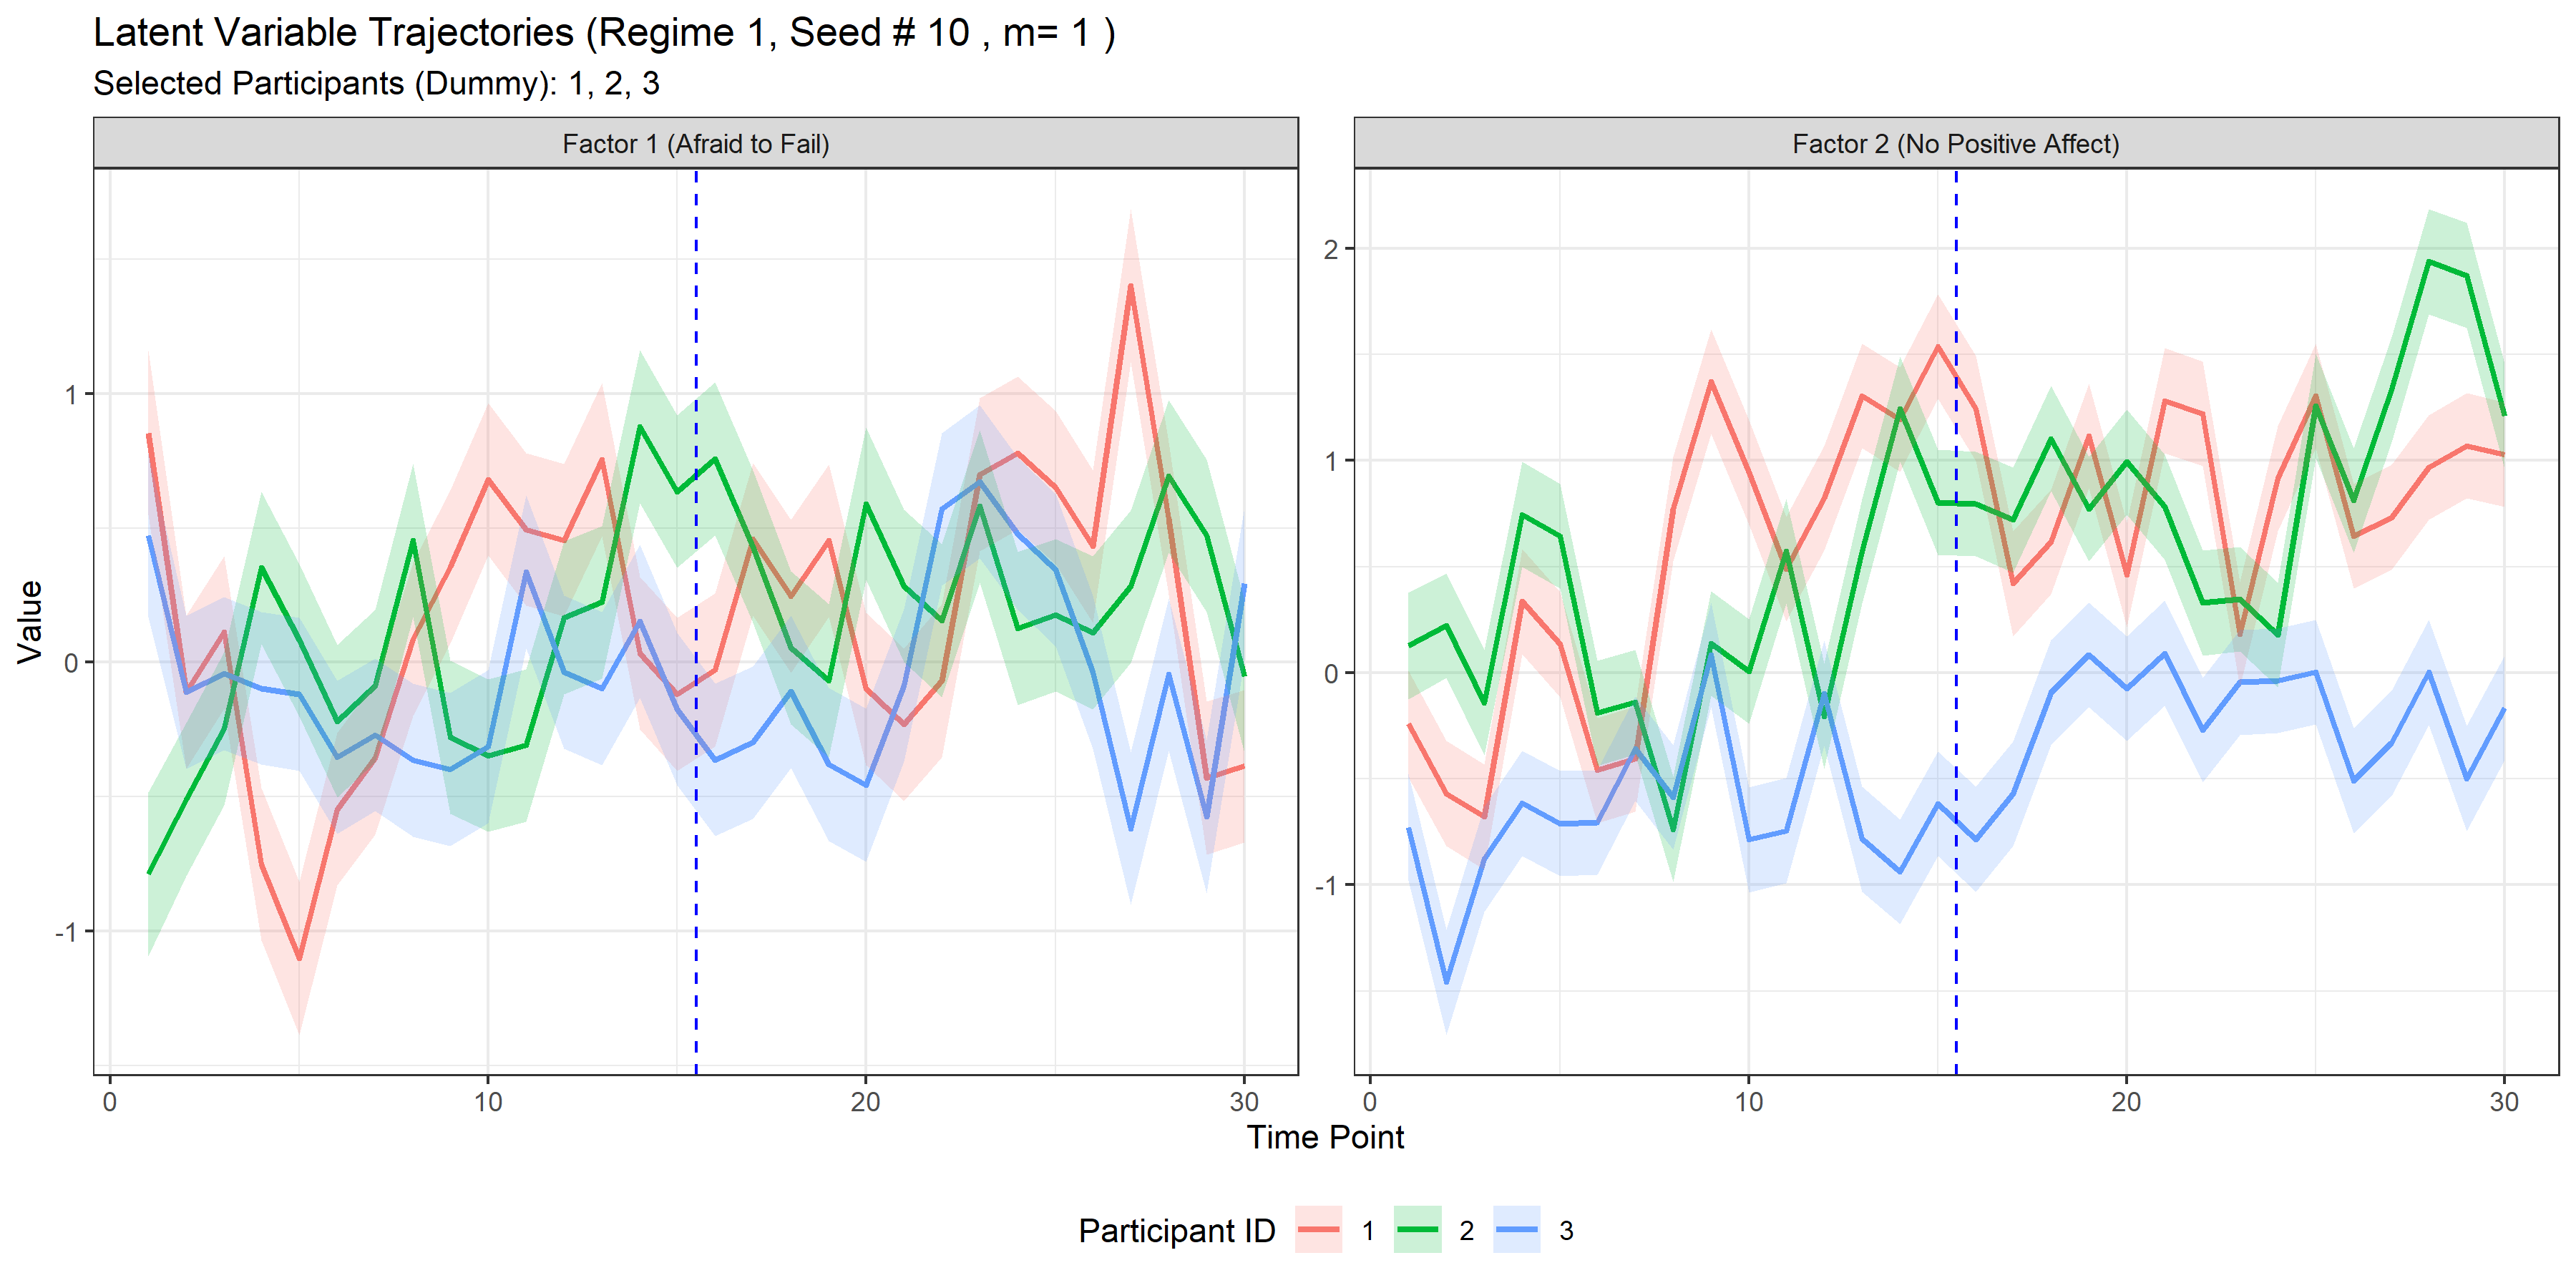 Latent Variable Trajectories (Regime 1, Seed # 10 , m= 1 )
Selected Participants (Dummy): 1, 2, 3
Factor 1 (Afraid to Fail)
Factor 2 (No Positive Affect)
Value
1
0
-1
2
1
0
-1
0 10 20 30
0 10 20 30
Time Point
Participant ID 1 2 3